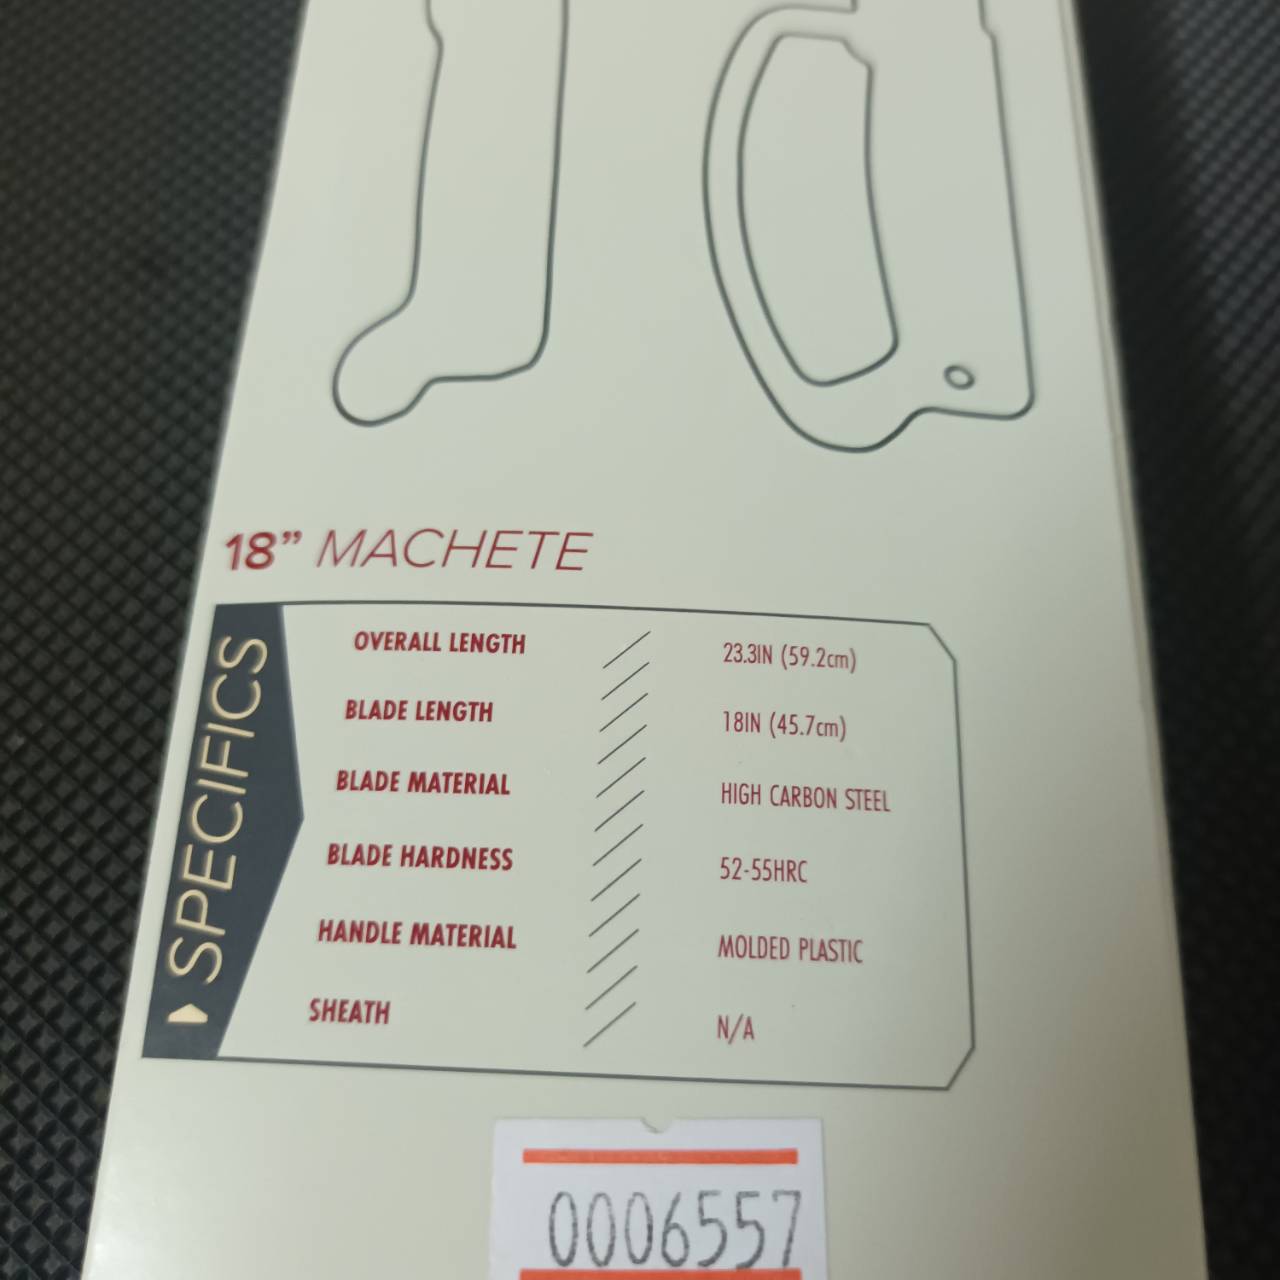 18” MACHETE
SPECIFICS
OVERALL LENGTH 23.3IN (59.2cm)
BLADE LENGTH 18IN (45.7cm)
BLADE MATERIAL HIGH CARBON STEEL
BLADE HARDNESS 52-55HRC
HANDLE MATERIAL MOLDED PLASTIC
SHEATH N/A
0006557